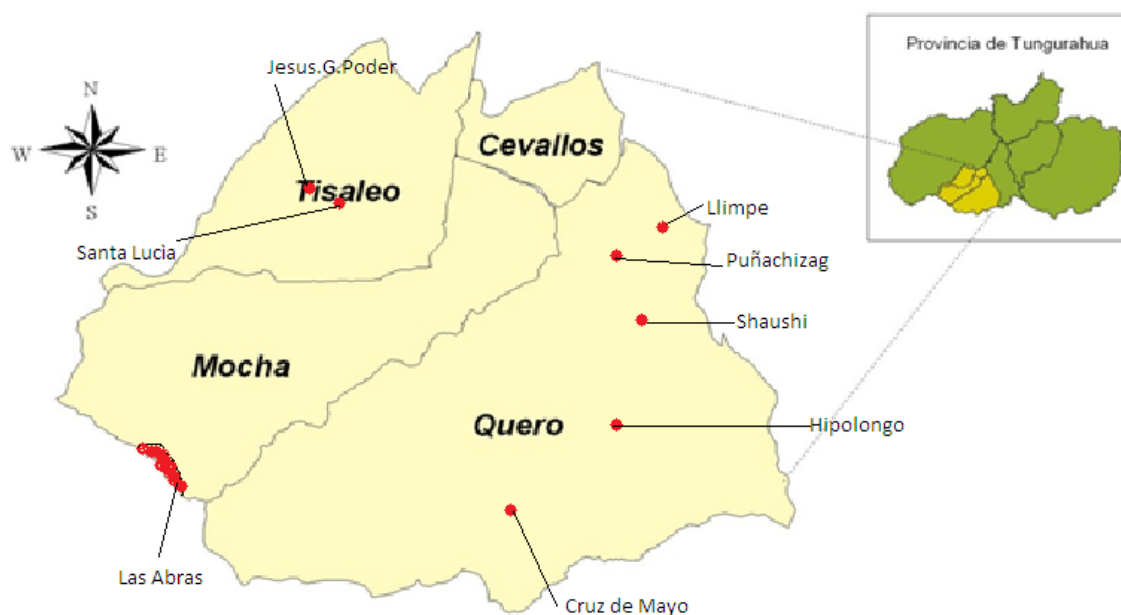 Provincia de Tungurahua
Jesus.G.Poder
N
W
E
S
Cevallos
Tisaleo
Llimpe
Santa Lucìa
Puñachizag
Shaushi
Mocha
Quero
Hipolongo
Las Abras
Cruz de Mayo